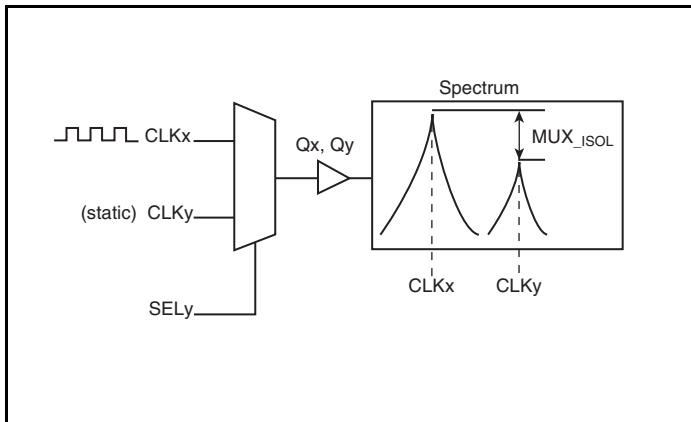 Spectrum
CLKx
Qx, Qy
MUX_ISOL
(static) CLKy
CLKx
CLKy
SELy